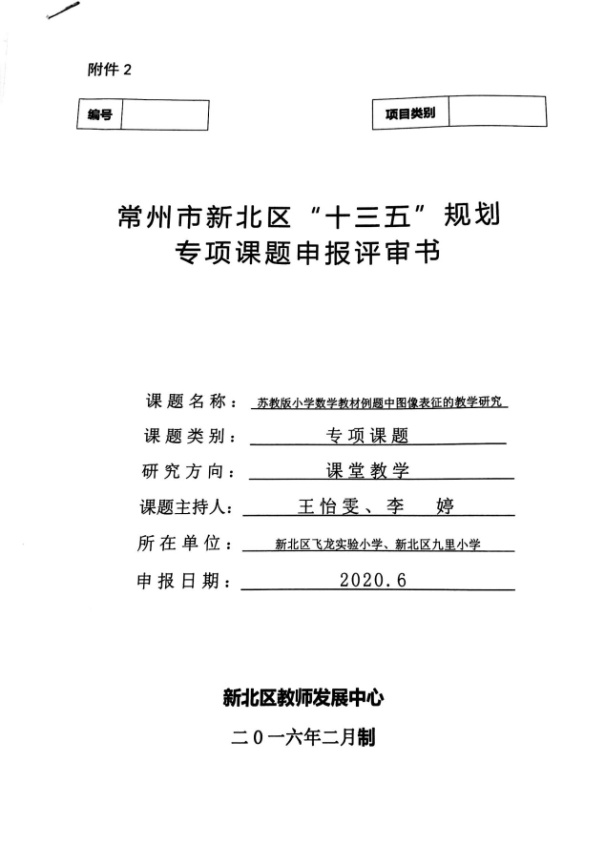 附件 2
编号
项目类别
常州市新北区“十三五”规划
专项课题申报评审书
课题名称：苏教版小学数学教材例题中图像表征的教学研究
课题类别：专项课题
研究方向：课堂教学
课题主持人：王怡雯、李 婷
所在单位：新北区飞龙实验小学、新北区九里小学
申报日期：2020.6
新北区教师发展中心
二0一六年二月制